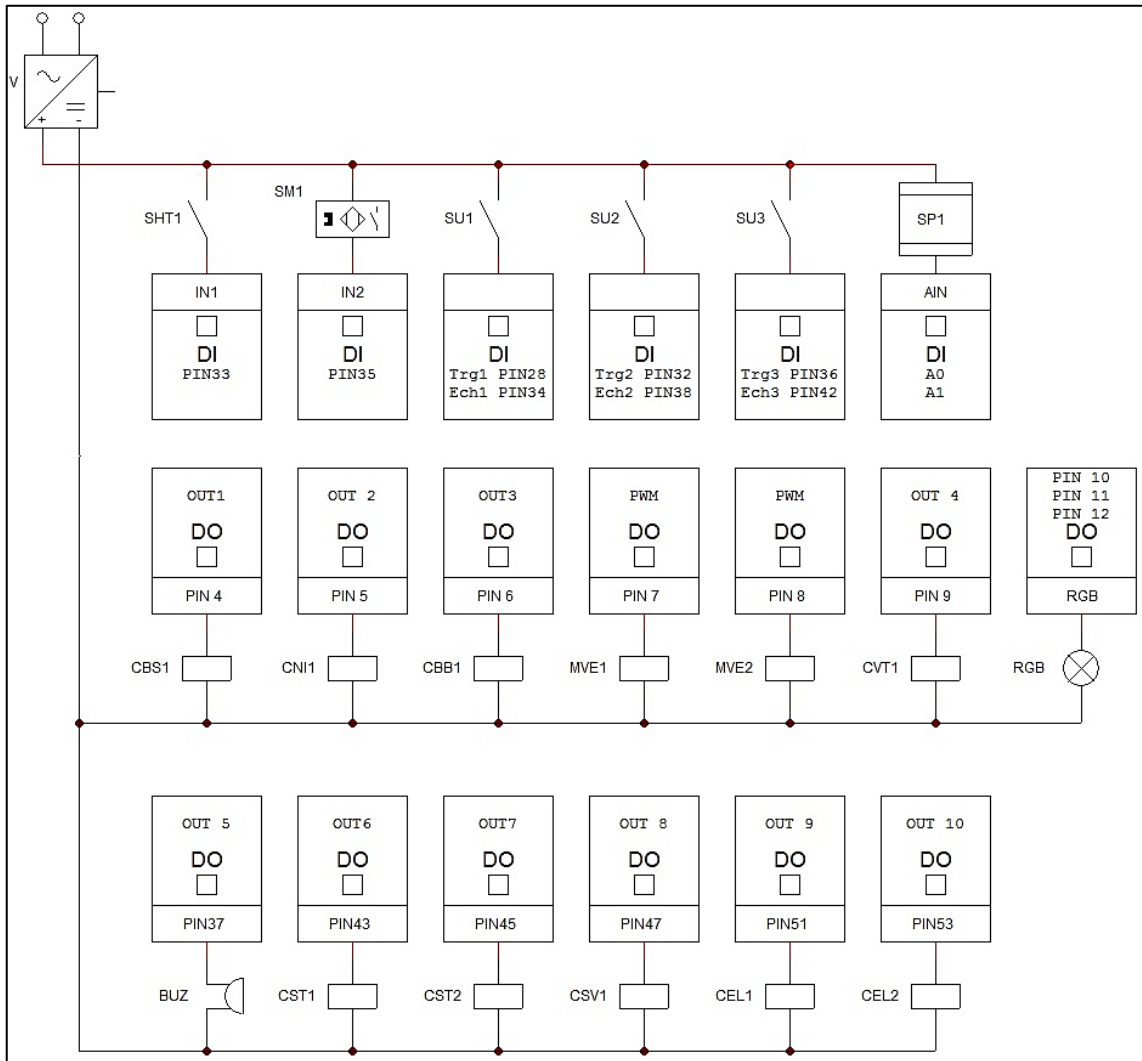 V
+ -
SHT1
SM1
SU1
SU2
SU3
SP1
IN1
DI
PIN33
IN2
DI
PIN35
DI
Trg1 PIN28
Ech1 PIN34
DI
Trg2 PIN32
Ech2 PIN38
DI
Trg3 PIN36
Ech3 PIN42
AIN
DI
A0
A1
OUT1
DO
PIN 4
CBS1
OUT 2
DO
PIN 5
CNI1
OUT3
DO
PIN 6
CBB1
PWM
DO
PIN 7
MVE1
PWM
DO
PIN 8
MVE2
OUT 4
DO
PIN 9
CVT1
PIN 10
PIN 11
PIN 12
DO
RGB
RGB
OUT 5
DO
PIN37
BUZ
OUT6
DO
PIN43
CST1
OUT7
DO
PIN45
CST2
OUT 8
DO
PIN47
CSV1
OUT 9
DO
PIN51
CEL1
OUT 10
DO
PIN53
CEL2